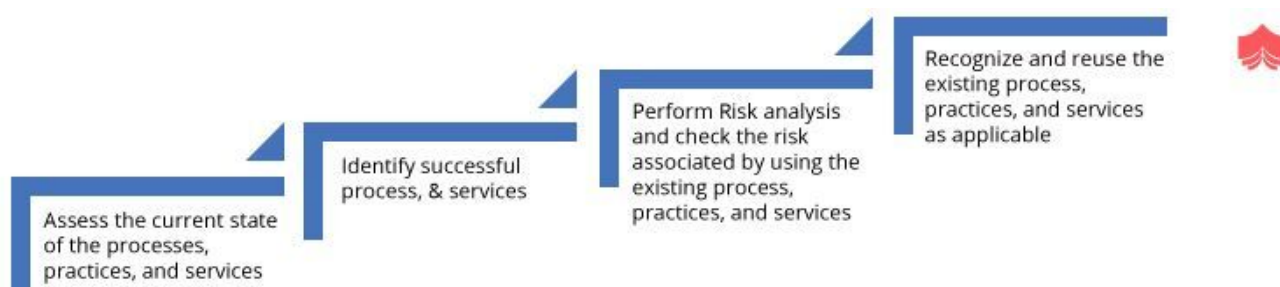 Assess the current state
of the processes,
practices, and services
Identify successful
process, & services
Perform Risk analysis
and check the risk
associated by using the
existing process,
practices, and services
Recognize and reuse the
existing process,
practices, and services
as applicable